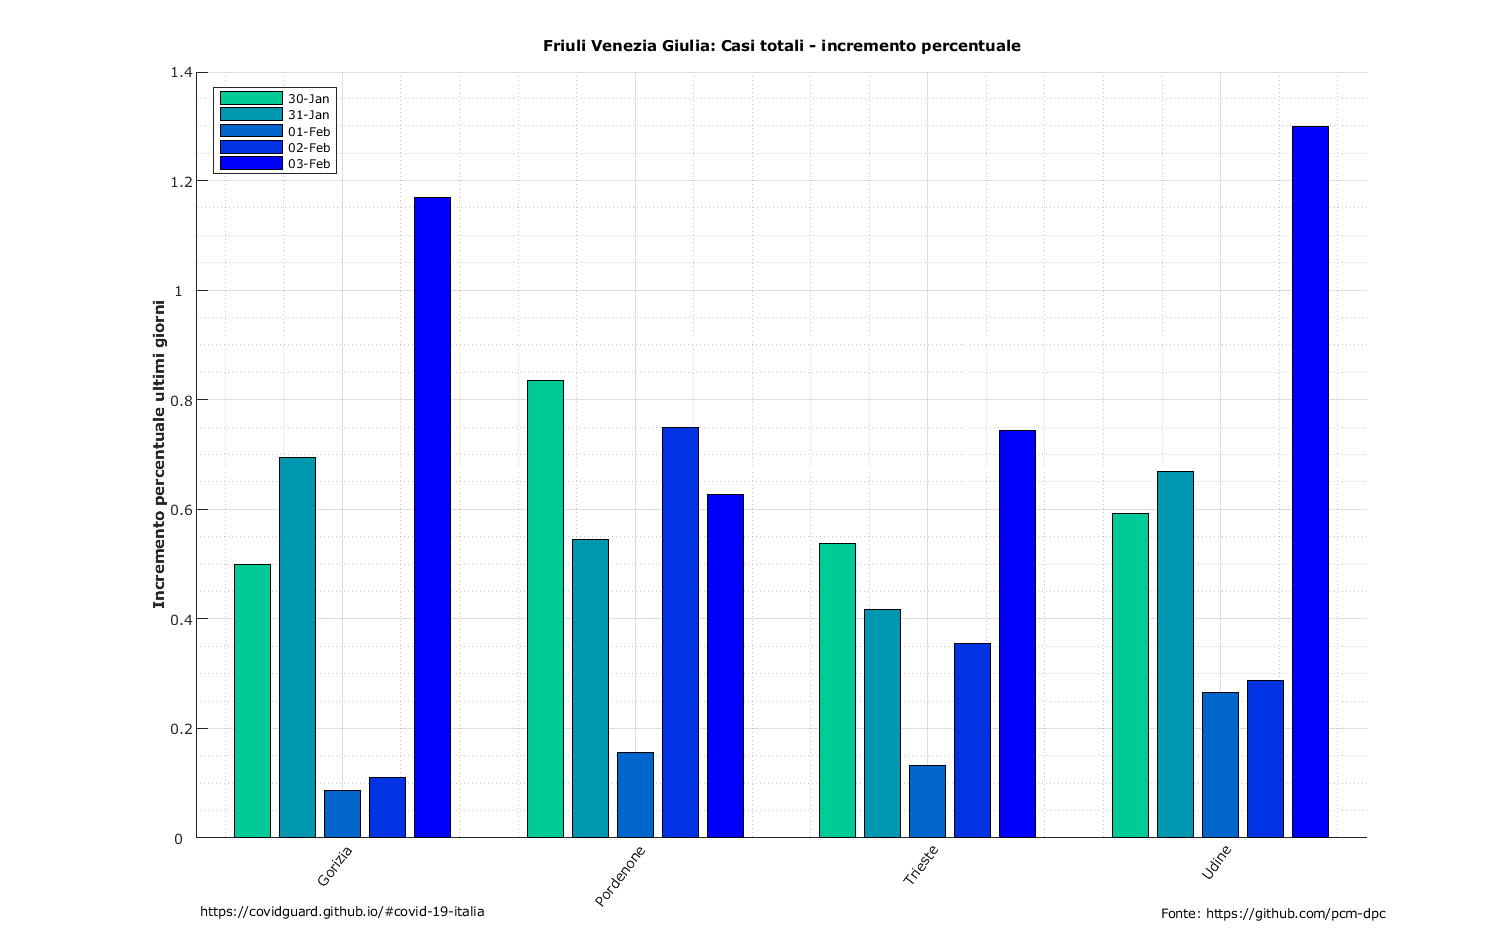 Friuli Venezia Giulia: Casi totali - incremento percentuale
1.4
1.2
1
0.8
0.6
0.4
0.2
0
Incremento percentuale ultimi giorni
30-Jan
31-Jan
01-Feb
02-Feb
03-Feb
Gorizia
Pordenone
Trieste
Udine
https://covidguard.github.io/#covid-19-italia
Fonte: https://github.com/pcm-dpc